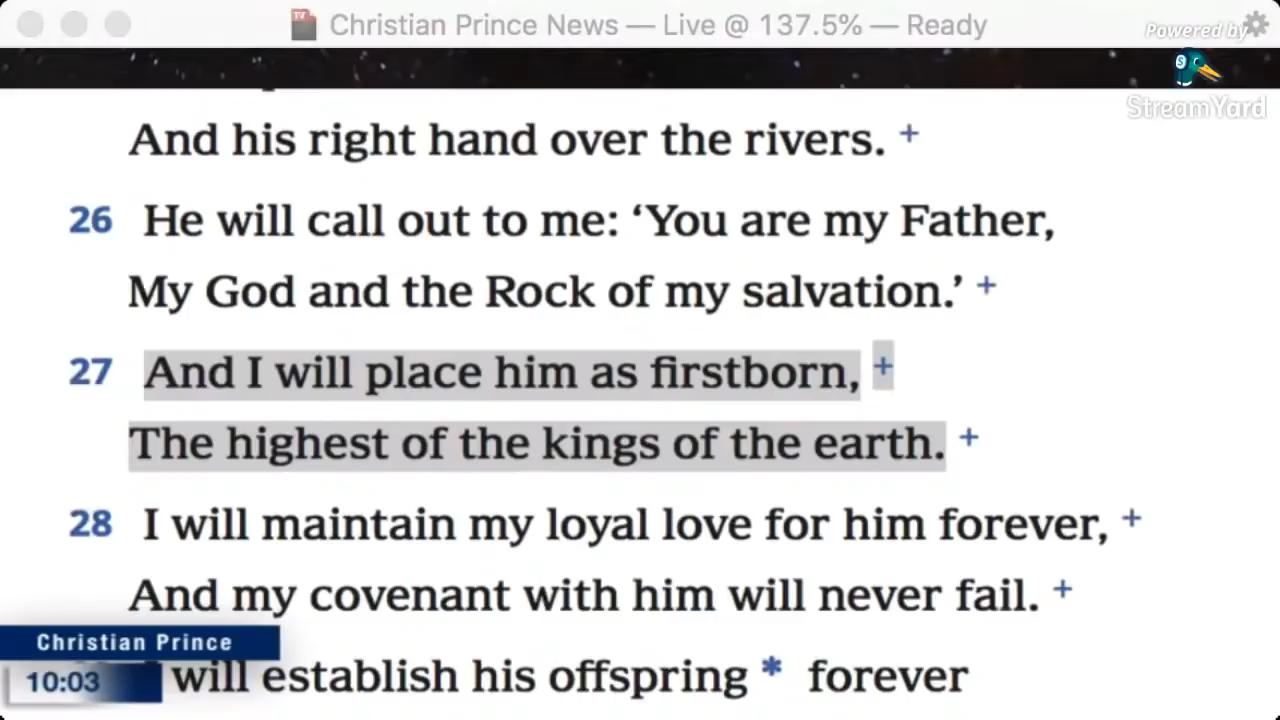 Christian Prince News — Live @ 137.5% — Ready
Powered by
StreamYard
And his right hand over the rivers. +
26 He will call out to me: ‘You are my Father,
My God and the Rock of my salvation.’ +
27 And I will place him as firstborn, +
The highest of the kings of the earth. +
28 I will maintain my loyal love for him forever, +
And my covenant with him will never fail. +
Christian Prince
10:03
will establish his offspring * forever